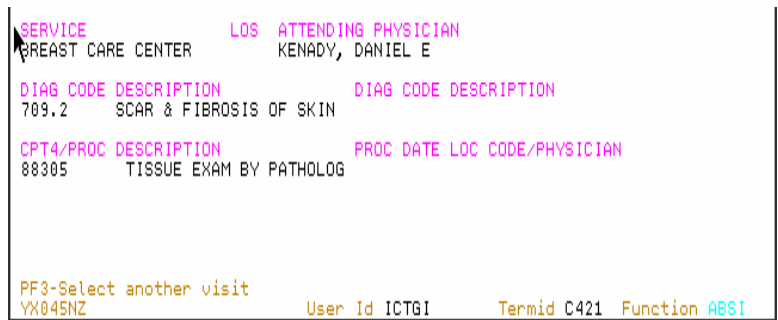 SERVICE LOS ATTENDING PHYSICIAN
BREAST CARE CENTER KENADY, DANIEL E
DIAG CODE DESCRIPTION DIAG CODE DESCRIPTION
709.2 SCAR & FIBROSIS OF SKIN
CPT4/PROC DESCRIPTION PROC DATE LOC CODE/PHYSICIAN
88305 TISSUE EXAM BY PATHOLOG
PF3-Select another visit
YX045NZ User Id ICTGI Termid C421 Function ABSI